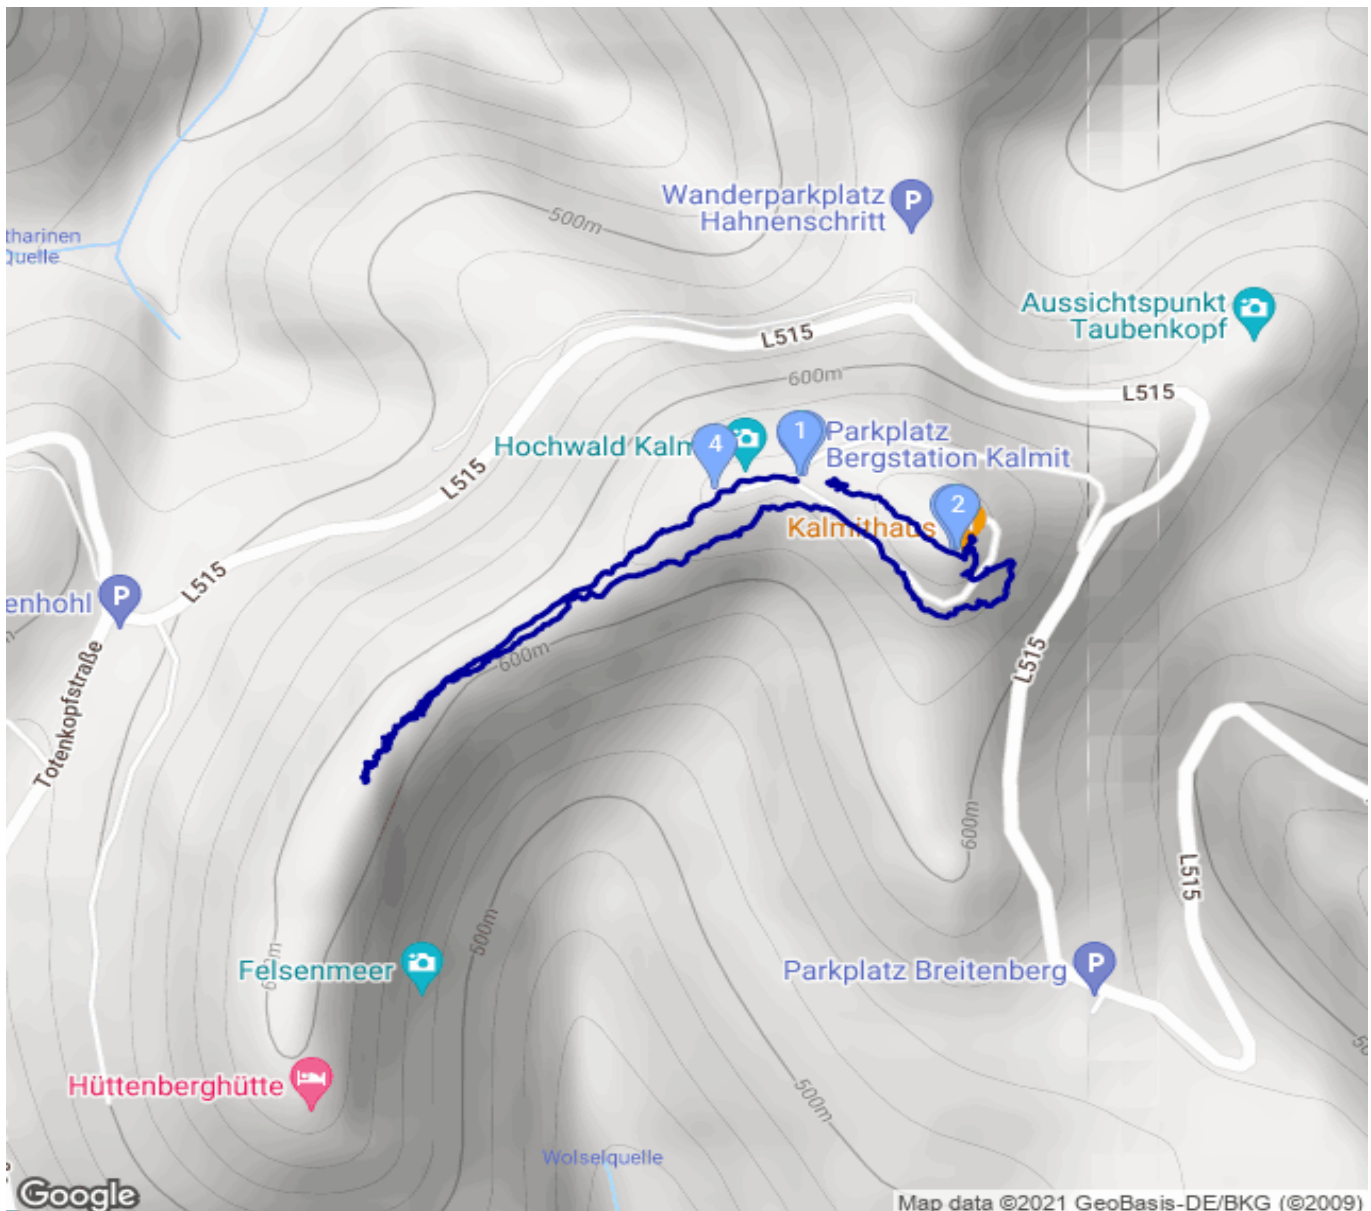 Wanderparkplatz
Hahnenschritt
500m
tharinen
Quelle
Aussichtspunkt
Taubenkopf
L515
600m
L515
Hochwald Kalm
4
1
Parkplatz
Bergstation Kalmit
L515
2
Kalmithaus
L515
enhohl
600m
L515
Totenkopfstraße
600m
L515
600m
600m
Felsenmeer
Parkplatz Breitenberg
Hüttenberghütte
500m
Wolselquelle
Google
Map data ©2021 GeoBasis-DE/BKG (©2009)